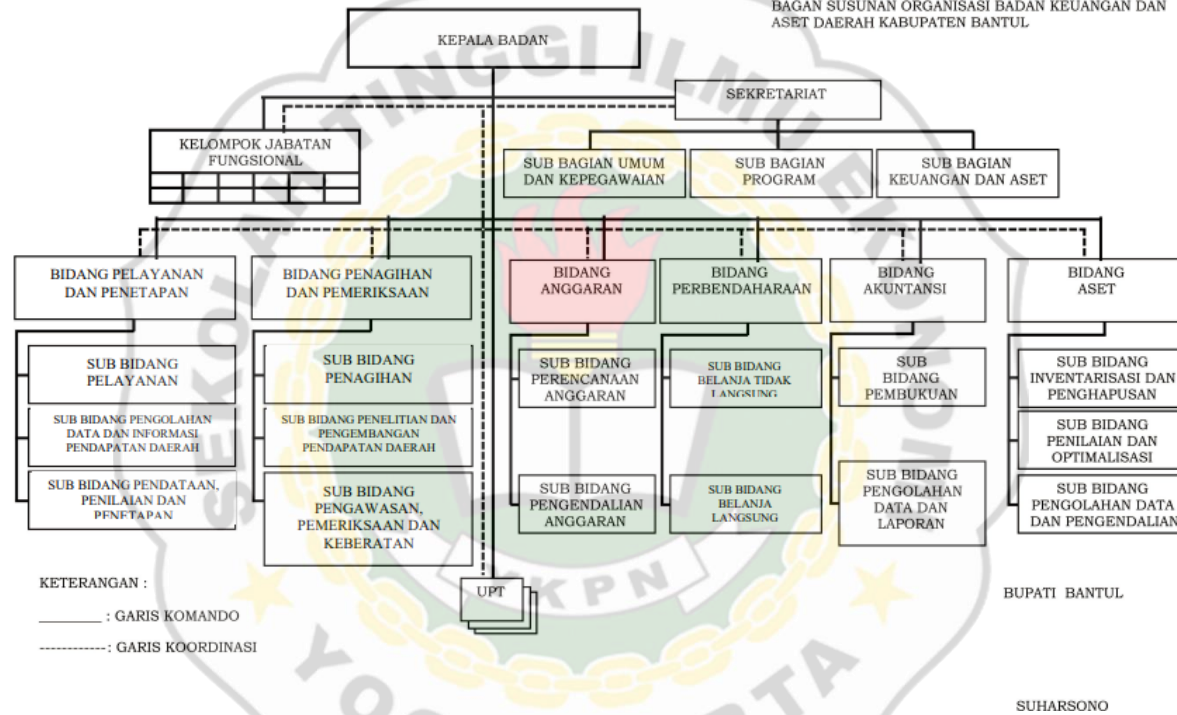 BAGAN SUSUNAN ORGANISASI BADAN KEUANGAN DAN
ASET DAERAH KABUPATEN BANTUL
KEPALA BADAN
SEKRETARIAT
KELOMPOK JABATAN
FUNGSIONAL
SUB BAGIAN UMUM
DAN KEPEGAWAIAN
SUB BAGIAN
PROGRAM
SUB BAGIAN
KEUANGAN DAN ASET
BIDANG PELAYANAN
DAN PENETAPAN
BIDANG PENAGIHAN
DAN PEMERIKSAAN
BIDANG
ANGGARAN
BIDANG
PERBENDAHARAAN
BIDANG
AKUNTANSI
BIDANG
ASET
SUB BIDANG
PELAYANAN
SUB BIDANG PENGOLAHAN
DATA DAN INFORMASI
PENDAPATAN DAERAH
SUB BIDANG PENDATAAN,
PENILAIAN DAN
PENETAPAN
SUB BIDANG
PENAGIHAN
SUB BIDANG PENELITIAN DAN
PENGEMBANGAN
PENDAPATAN DAERAH
SUB BIDANG
PENGAWASAN,
PEMERIKSAAN DAN
KEBERATAN
SUB BIDANG
PERENCANAAN
ANGGARAN
SUB BIDANG
PENGENDALIAN
ANGGARAN
SUB BIDANG
BELANJA TIDAK
LANGSUNG
SUB BIDANG
BELANJA
LANGSUNG
SUB
BIDANG
PEMBUKUAN
SUB BIDANG
PENGOLAHAN
DATA DAN
LAPORAN
SUB BIDANG
INVENTARISASI DAN
PENGHAPUSAN
SUB BIDANG
PENILAIAN DAN
OPTIMALISASI
SUB BIDANG
PENGOLAHAN DATA
DAN PENGENDALIAN
UPT
KETERANGAN :
________ : GARIS KOMANDO
------------: GARIS KOORDINASI
BUPATI BANTUL
SUHARSONO
SEKOLAH TINGGI ILMU EKONOMI
YKPN